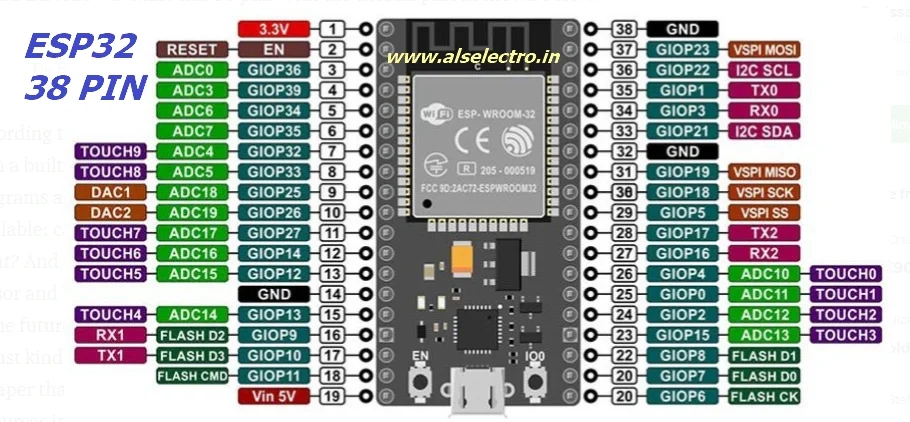 ESP32
38 PIN
www.alselectro.in
3.3V 1
RESET EN 2
ADC0 GIOP36 3
ADC3 GIOP39 4
ADC6 GIOP34 5
ADC7 GIOP35 6
TOUCH9 ADC4 GIOP32 7
TOUCH8 ADC5 GIOP33 8
DAC1 ADC18 GIOP25 9
DAC2 ADC19 GIOP26 10
TOUCH7 ADC17 GIOP27 11
TOUCH6 ADC16 GIOP14 12
TOUCH5 ADC15 GIOP12 13
GND 14
TOUCH4 ADC14 GIOP13 15
RX1 FLASH D2 GIOP9 16
TX1 FLASH D3 GIOP10 17
FLASH CMD GIOP11 18
Vin 5V 19
WiFi ESP-WROOM-32
CE
R 205-000519
FCC 9D:2AC72-ESPWROOM32
EN
IO0
38 GND
37 GIOP23 VSPI MOSI
36 GIOP22 I2C SCL
35 GIOP1 TX0
34 GIOP3 RX0
33 GIOP21 I2C SDA
32 GND
31 GIOP19 VSPI MISO
30 GIOP18 VSPI SCK
29 GIOP5 VSPI SS
28 GIOP17 TX2
27 GIOP16 RX2
26 GIOP4 ADC10 TOUCH0
25 GIOP0 ADC11 TOUCH1
24 GIOP2 ADC12 TOUCH2
23 GIOP15 ADC13 TOUCH3
22 GIOP8 FLASH D1
20 GIOP7 FLASH D0
20 GIOP6 FLASH CK